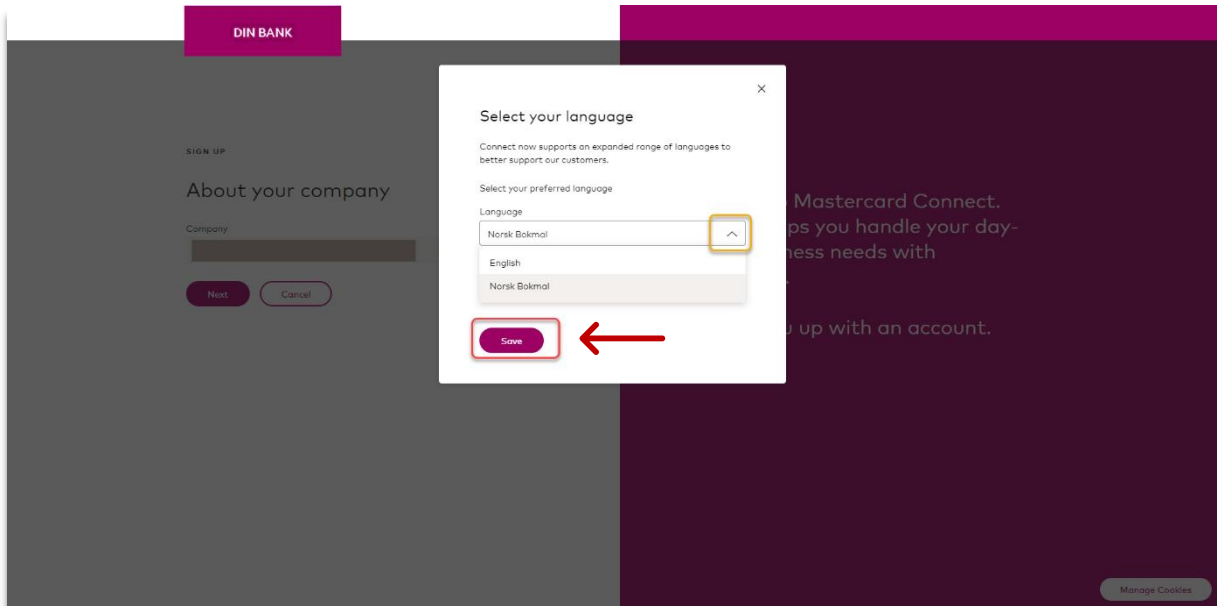 DIN BANK
Select your language
Connect now supports an expanded range of languages to
better support our customers.
Select your preferred language
Language
Norsk Bokmal
English
Norsk Bokmal
Save
SIGN UP
About your company
Company
Next
Cancel
Mastercard Connect.
ps you handle your day-
ness needs with
up with an account.
Manage Cookies